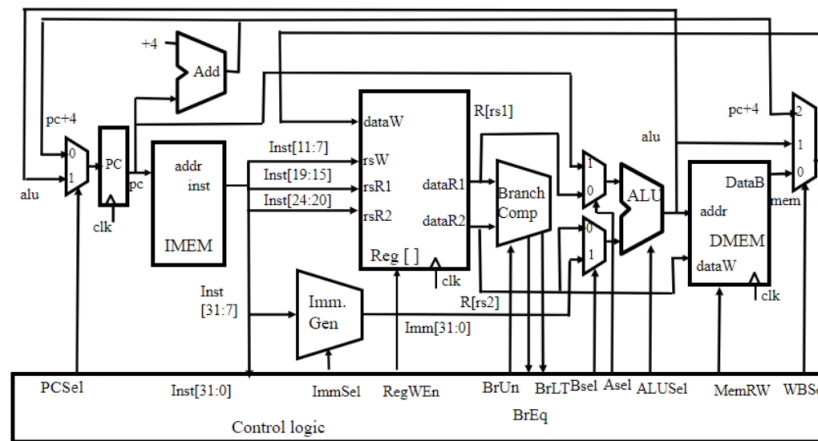 +4
Add
pc+4
0
1
alu
PC
pc
clk
addr
inst
IMEM
Inst[11:7]
Inst[19:15]
Inst[24:20]
dataW
rsW
rsR1
rsR2
dataR1
dataR2
Reg [ ]
clk
R[rs1]
R[rs2]
Branch
Comp
1
0
0
1
ALU
alu
pc+4
2
1
0
mem
DataB
addr
DMEM
dataW
clk
Inst
[31:7]
Imm.
Gen
Imm[31:0]
PCSel
Inst[31:0]
ImmSel
RegWEn
BrUn
BrEq
BrLT
Bsel
Asel
ALUSel
MemRW
WBSe
Control logic